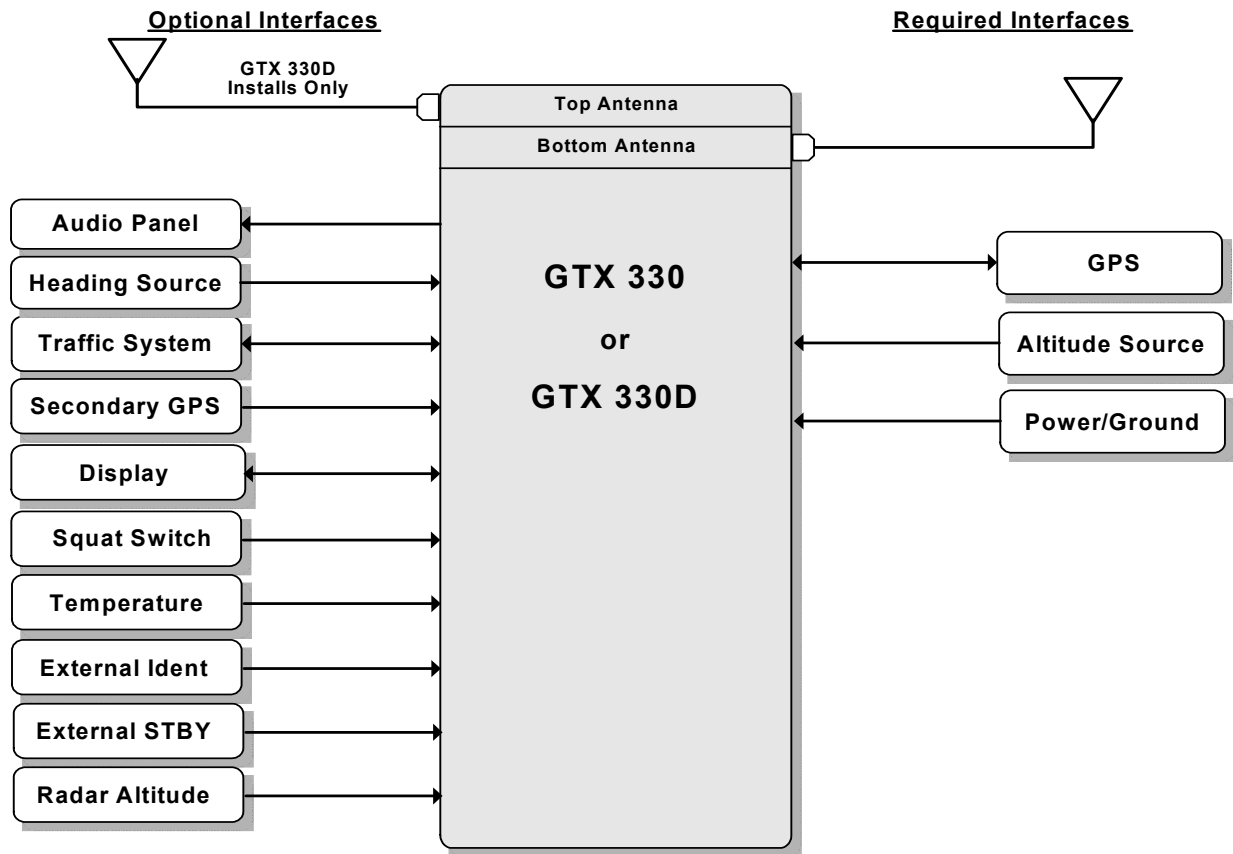 Optional Interfaces
Required Interfaces
GTX 330D
Installs Only
Top Antenna
Bottom Antenna
Audio Panel
Heading Source
Traffic System
Secondary GPS
Display
Squat Switch
Temperature
External Ident
External STBY
Radar Altitude
GTX 330
or
GTX 330D
GPS
Altitude Source
Power/Ground